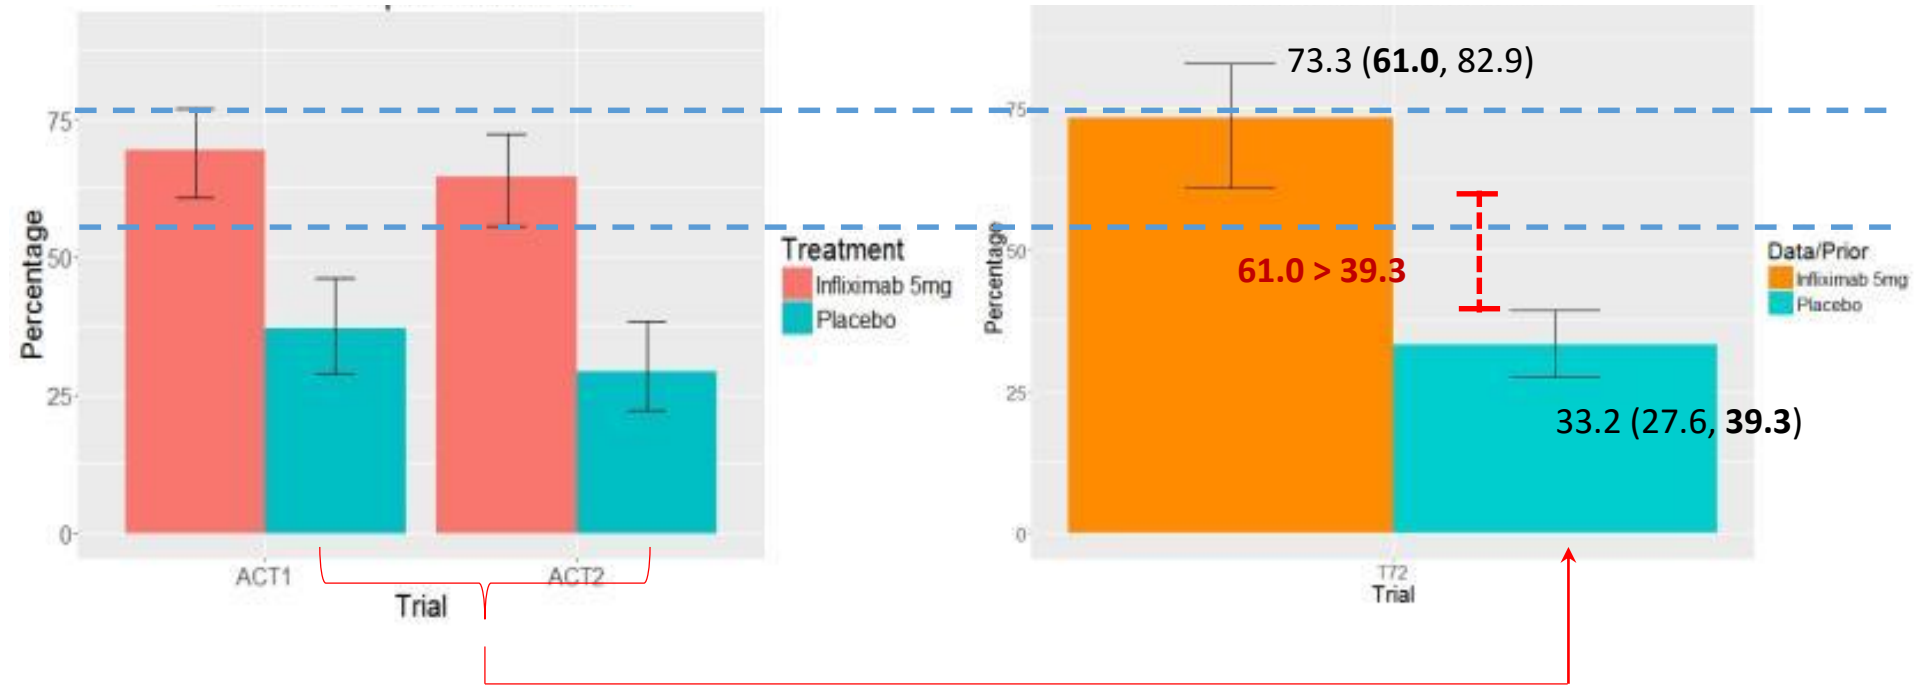 Percentage
75
50
25
0
ACT1
ACT2
Trial
Treatment
Infliximab 5mg
Placebo
73.3 (61.0, 82.9)
Percentage
75
50
25
0
61.0 > 39.3
33.2 (27.6, 39.3)
T72
Trial
Data/Prior
Infliximab 5mg
Placebo